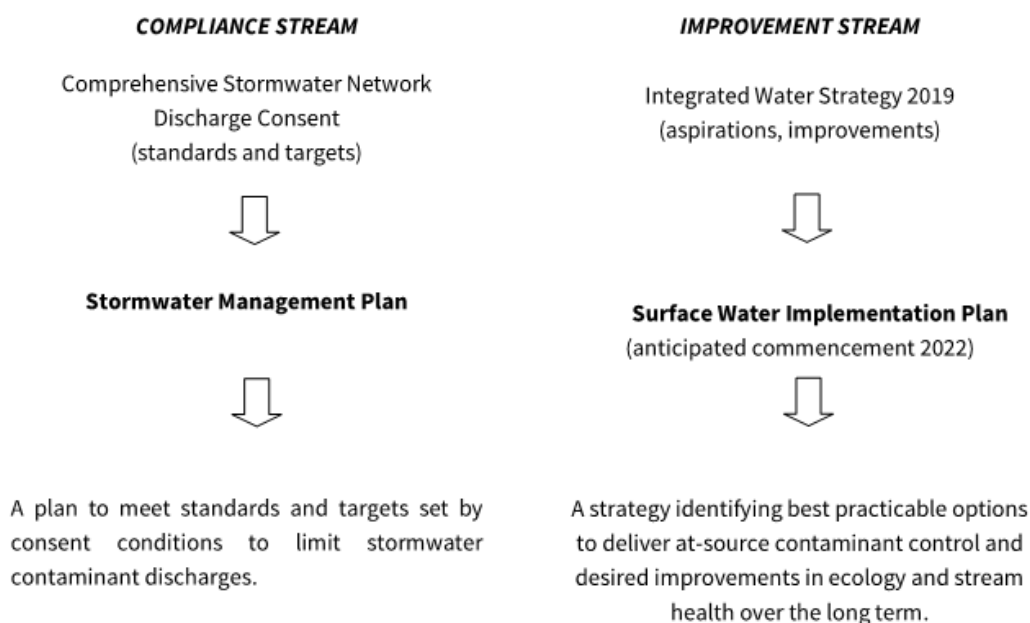 COMPLIANCE STREAM
Comprehensive Stormwater Network
Discharge Consent
(standards and targets)
Stormwater Management Plan
A plan to meet standards and targets set by
consent conditions to limit stormwater
contaminant discharges.
IMPROVEMENT STREAM
Integrated Water Strategy 2019
(aspirations, improvements)
Surface Water Implementation Plan
(anticipated commencement 2022)
A strategy identifying best practicable options
to deliver at-source contaminant control and
desired improvements in ecology and stream
health over the long term.